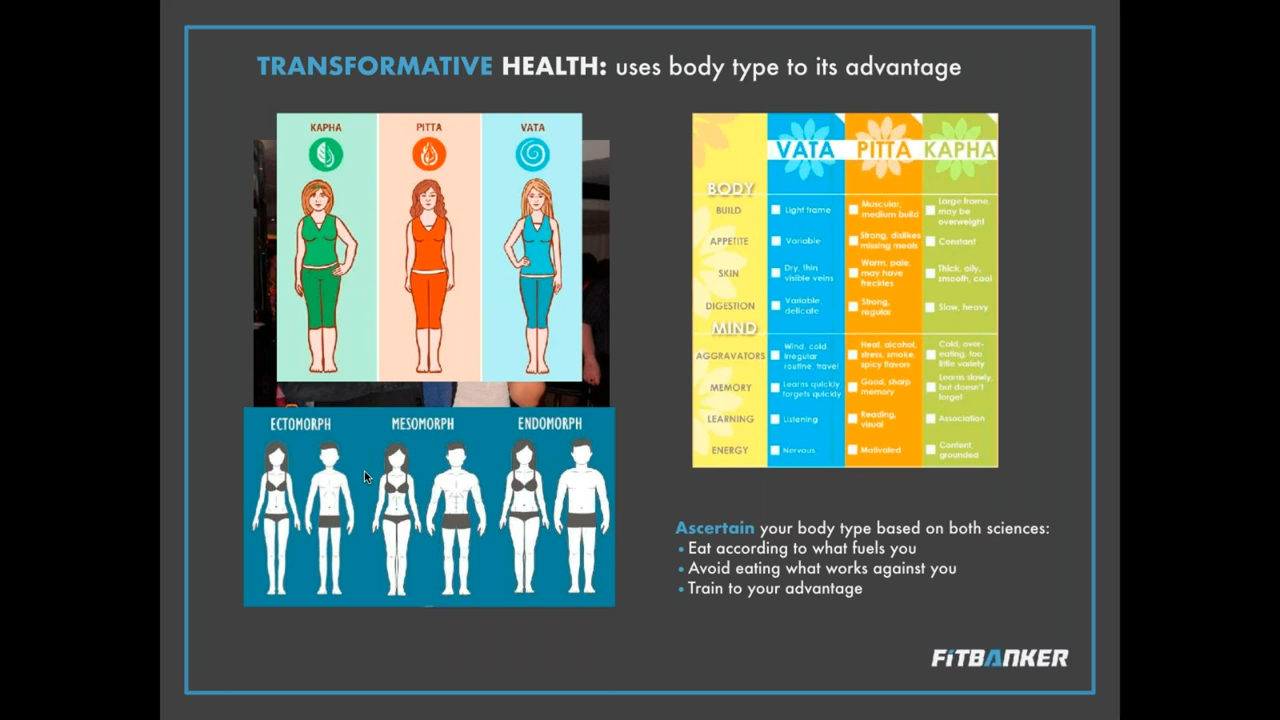 TRANSFORMATIVE HEALTH: uses body type to its advantage
KAPHA
PITTA
VATA
ECTOMORPH
MESOMORPH
ENDOMORPH
VATA
PITTA
KAPHA
BODY
BUILD
Light frame
Muscular,
medium build
Large frame,
may be
overweight
APPETITE
Variable
Strong, dislikes
missing meals
Constant
SKIN
Dry, thin
visible veins
Warm, pale,
may have
freckles
Thick, oily,
smooth, cool
DIGESTION
Variable,
delicate
Strong,
regular
Slow, heavy
MIND
AGGRAVATORS
Wind, cold,
irregular
routine, travel
Heat, alcohol,
stress, smoke,
spicy flavors
Cold, over-
eating, too
little variety
MEMORY
Learns quickly
forgets quickly
Good, sharp
memory
Learns slowly,
but doesn't
forget
LEARNING
Listening
Reading,
visual
Association
ENERGY
Nervous
Motivated
Content,
grounded
Ascertain your body type based on both sciences:
• Eat according to what fuels you
• Avoid eating what works against you
• Train to your advantage
FITBANKER